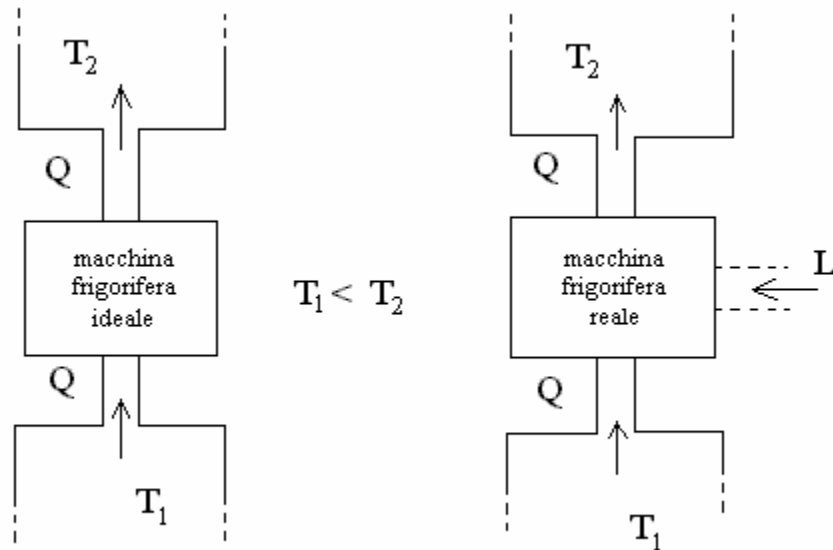 T₂
Q
macchina
frigorifera
ideale
Q
T₁
T₁ < T₂
T₂
Q
macchina
frigorifera
reale
L
Q
T₁